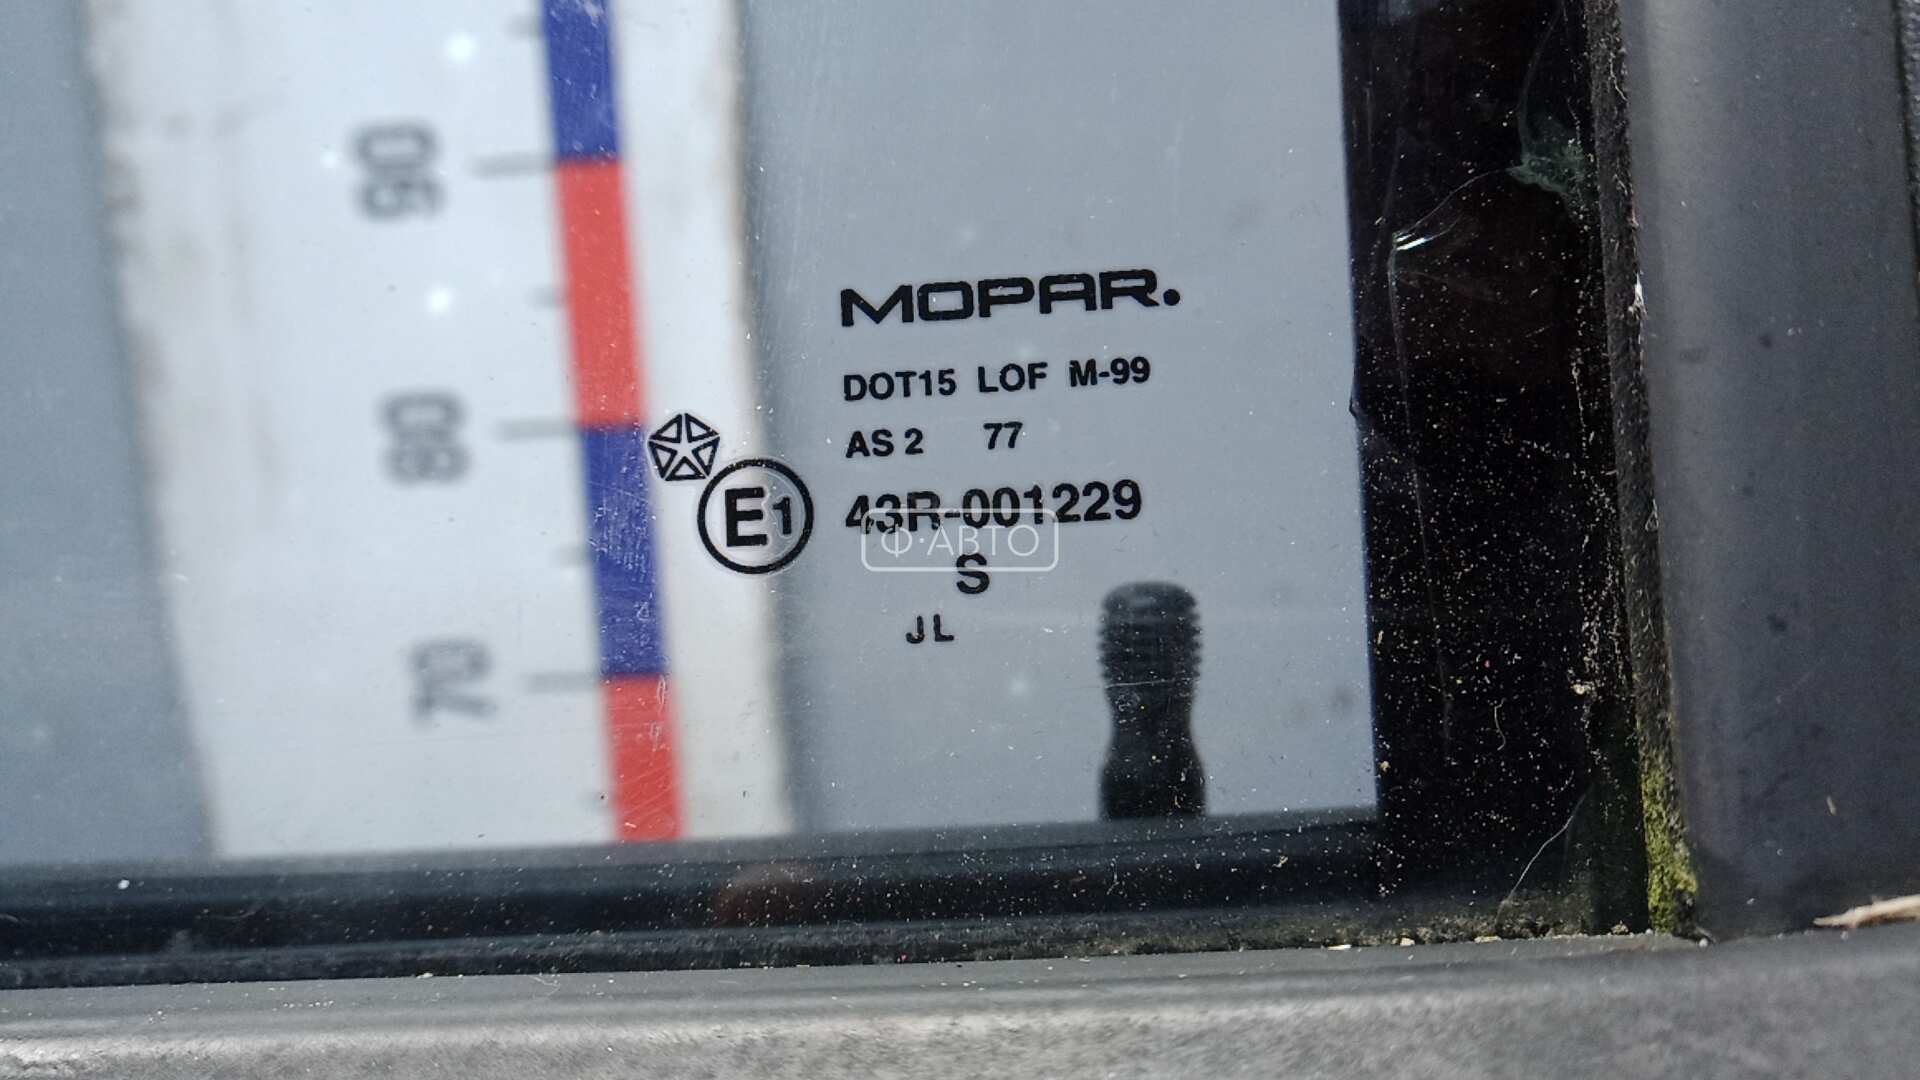 90
80
70
MOPAR.
DOT15 LOF M-99
AS 2 77
E1 43R-001229
Ф·АВТО
S
JL